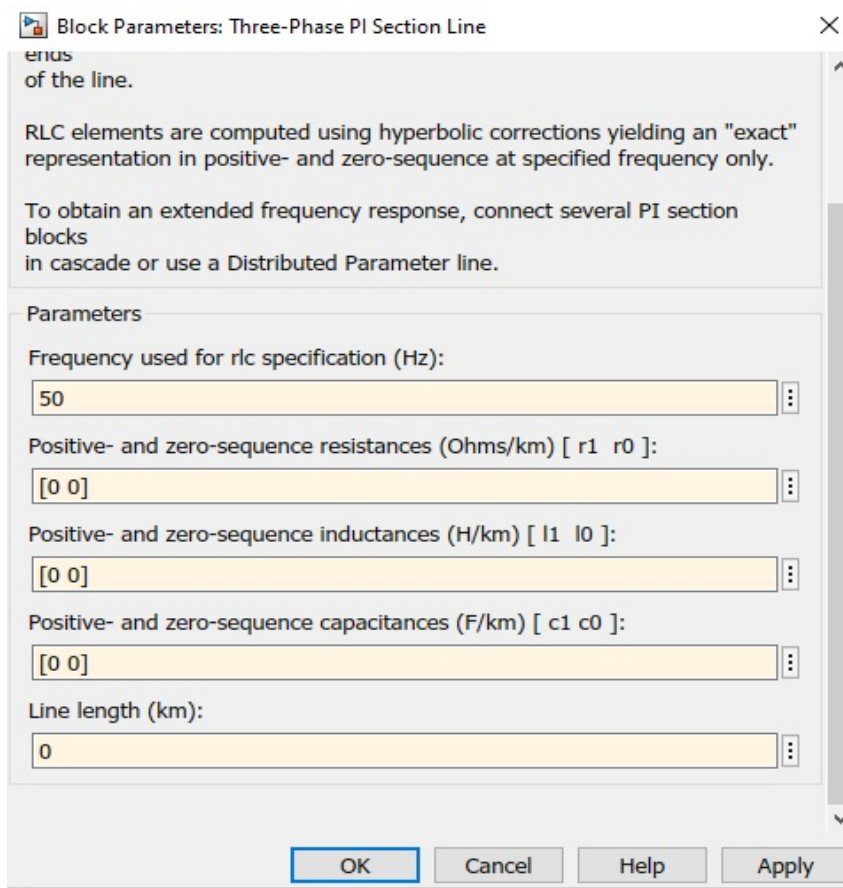 Block Parameters: Three-Phase PI Section Line
ends
of the line.
RLC elements are computed using hyperbolic corrections yielding an "exact"
representation in positive- and zero-sequence at specified frequency only.
To obtain an extended frequency response, connect several PI section
blocks
in cascade or use a Distributed Parameter line.
Parameters
Frequency used for rlc specification (Hz):
50
Positive- and zero-sequence resistances (Ohms/km) [ r1  r0 ]:
[0 0]
Positive- and zero-sequence inductances (H/km) [ l1  l0 ]:
[0 0]
Positive- and zero-sequence capacitances (F/km) [ c1 c0 ]:
[0 0]
Line length (km):
0
OK Cancel Help Apply